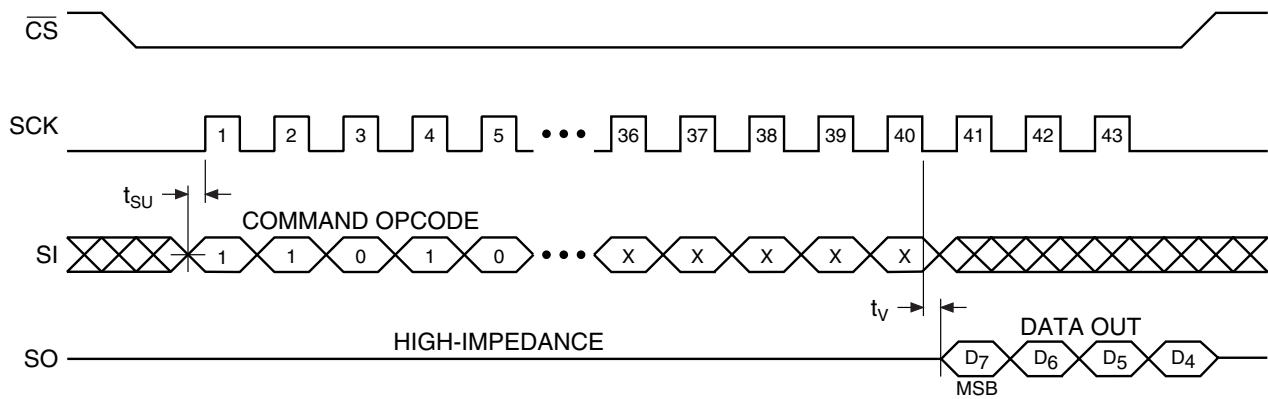 CS
SCK 1 2 3 4 5 ••• 36 37 38 39 40 41 42 43
tSU
COMMAND OPCODE
SI 1 1 0 1 0 ••• X X X X X
tV
HIGH-IMPEDANCE DATA OUT
SO D7 D6 D5 D4
MSB